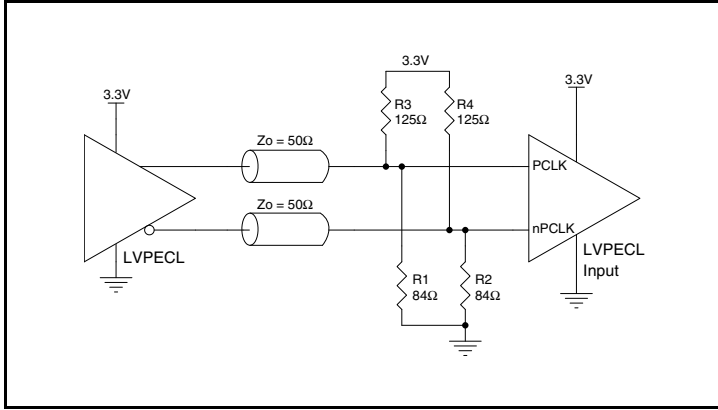 3.3V
3.3V
3.3V
R3
125Ω
R4
125Ω
Zo = 50Ω
PCLK
Zo = 50Ω
nPCLK
LVPECL
LVPECL
Input
R1
84Ω
R2
84Ω